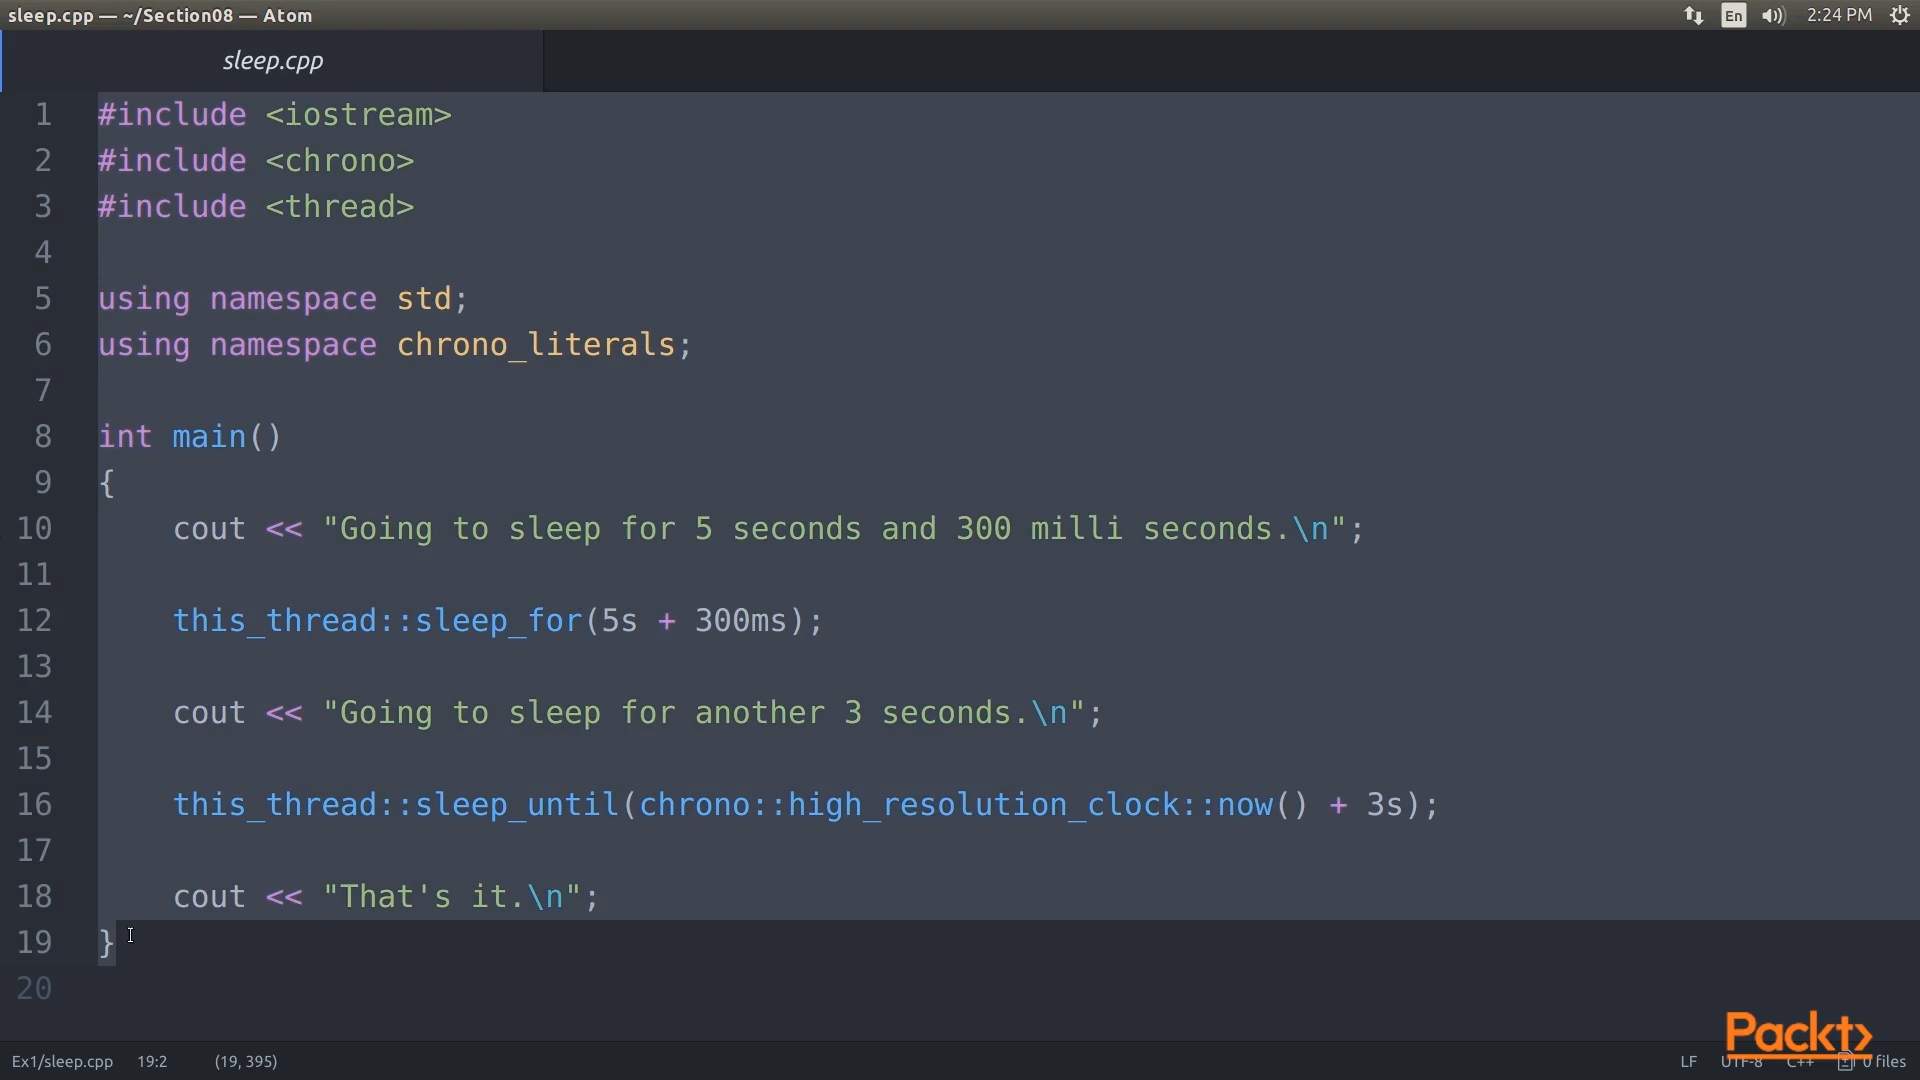 sleep.cpp — ~/Section08 — Atom
En
2:24 PM
sleep.cpp
1 #include <iostream>
2 #include <chrono>
3 #include <thread>
4
5 using namespace std;
6 using namespace chrono_literals;
7
8 int main()
9 {
10     cout << "Going to sleep for 5 seconds and 300 milli seconds.\n";
11
12     this_thread::sleep_for(5s + 300ms);
13
14     cout << "Going to sleep for another 3 seconds.\n";
15
16     this_thread::sleep_until(chrono::high_resolution_clock::now() + 3s);
17
18     cout << "That's it.\n";
19 }
20
Packt>
Ex1/sleep.cpp 19:2 (19, 395) LF UTF-8 C++ 0 files